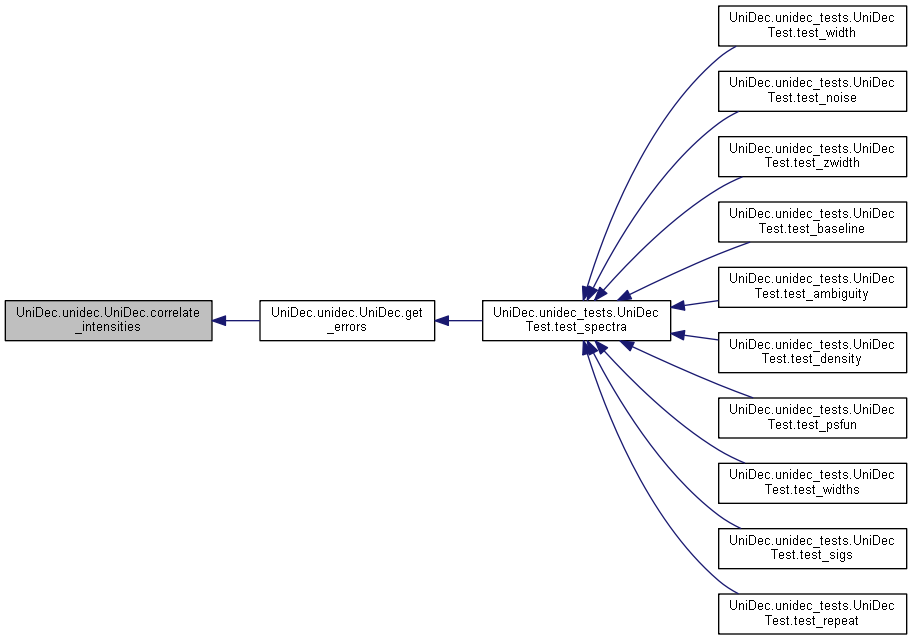 UniDec.unidec_tests.UniDec
Test.test_width
UniDec.unidec_tests.UniDec
Test.test_noise
UniDec.unidec_tests.UniDec
Test.test_zwidth
UniDec.unidec_tests.UniDec
Test.test_baseline
UniDec.unidec_tests.UniDec
Test.test_ambiguity
UniDec.unidec.UniDec.correlate
_intensities
UniDec.unidec.UniDec.get
_errors
UniDec.unidec_tests.UniDec
Test.test_spectra
UniDec.unidec_tests.UniDec
Test.test_density
UniDec.unidec_tests.UniDec
Test.test_psfun
UniDec.unidec_tests.UniDec
Test.test_widths
UniDec.unidec_tests.UniDec
Test.test_sigs
UniDec.unidec_tests.UniDec
Test.test_repeat